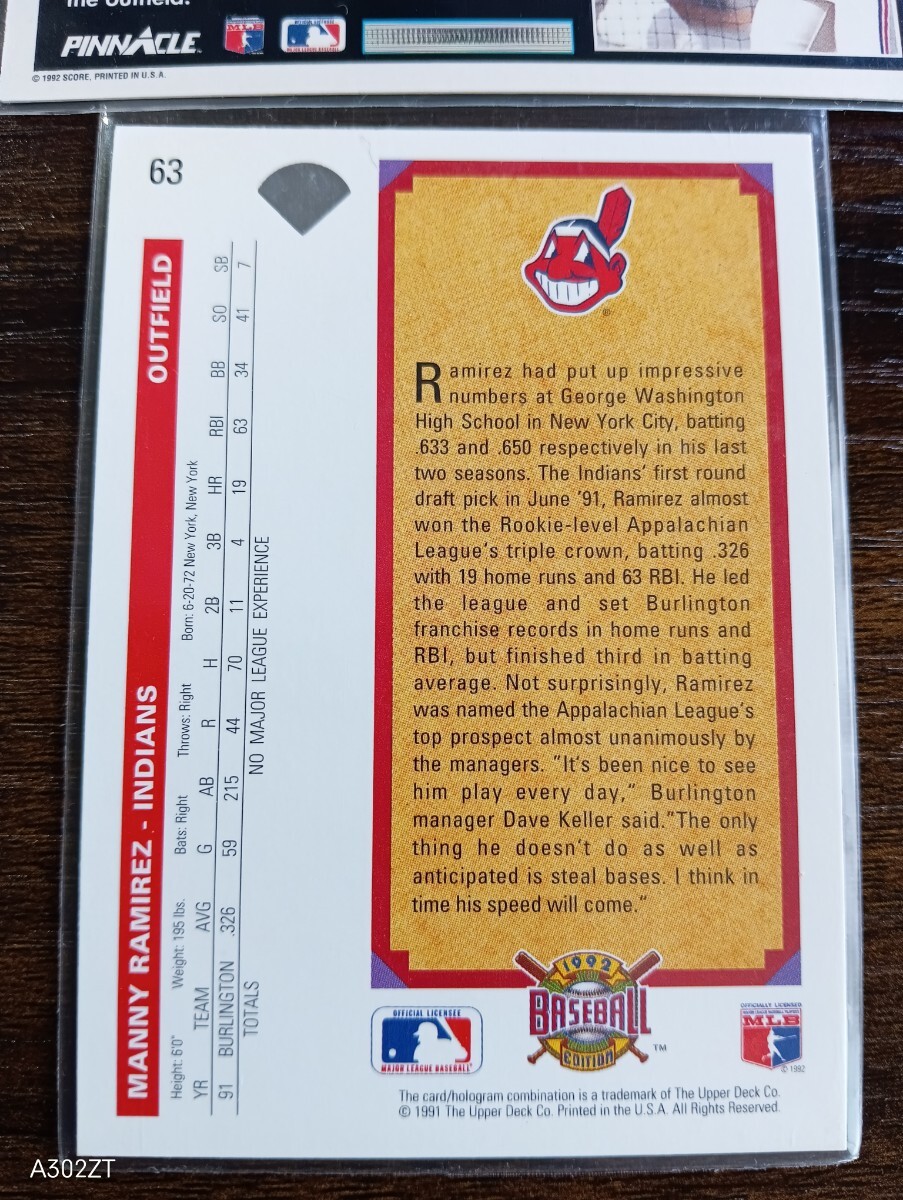 the outfield.
PINNACLE
MLB
© 1992 SCORE, PRINTED IN U.S.A.
63
MANNY RAMIREZ - INDIANS OUTFIELD
Height: 6'0" Weight: 195 lbs. Bats: Right Throws: Right Born: 6-20-72 New York, New York
YR TEAM AVG G AB R H 2B 3B HR RBI BB SO SB
91 BURLINGTON .326 59 215 44 70 11 4 19 63 34 41 7
TOTALS NO MAJOR LEAGUE EXPERIENCE
®
Ramirez had put up impressive
numbers at George Washington
High School in New York City, batting
.633 and .650 respectively in his last
two seasons. The Indians' first round
draft pick in June '91, Ramirez almost
won the Rookie-level Appalachian
League's triple crown, batting .326
with 19 home runs and 63 RBI. He led
the league and set Burlington
franchise records in home runs and
RBI, but finished third in batting
average. Not surprisingly, Ramirez
was named the Appalachian League's
top prospect almost unanimously by
the managers. "It's been nice to see
him play every day," Burlington
manager Dave Keller said."The only
thing he doesn't do as well as
anticipated is steal bases. I think in
time his speed will come."
OFFICIAL LICENSEE
MAJOR LEAGUE BASEBALL
1992
BASEBALL
EDITION
TM
OFFICIALLY LICENSED
MAJOR LEAGUE BASEBALL PLAYERS
MLB
© 1992
The card/hologram combination is a trademark of The Upper Deck Co.
© 1991 The Upper Deck Co. Printed in the U.S.A. All Rights Reserved.
A302ZT